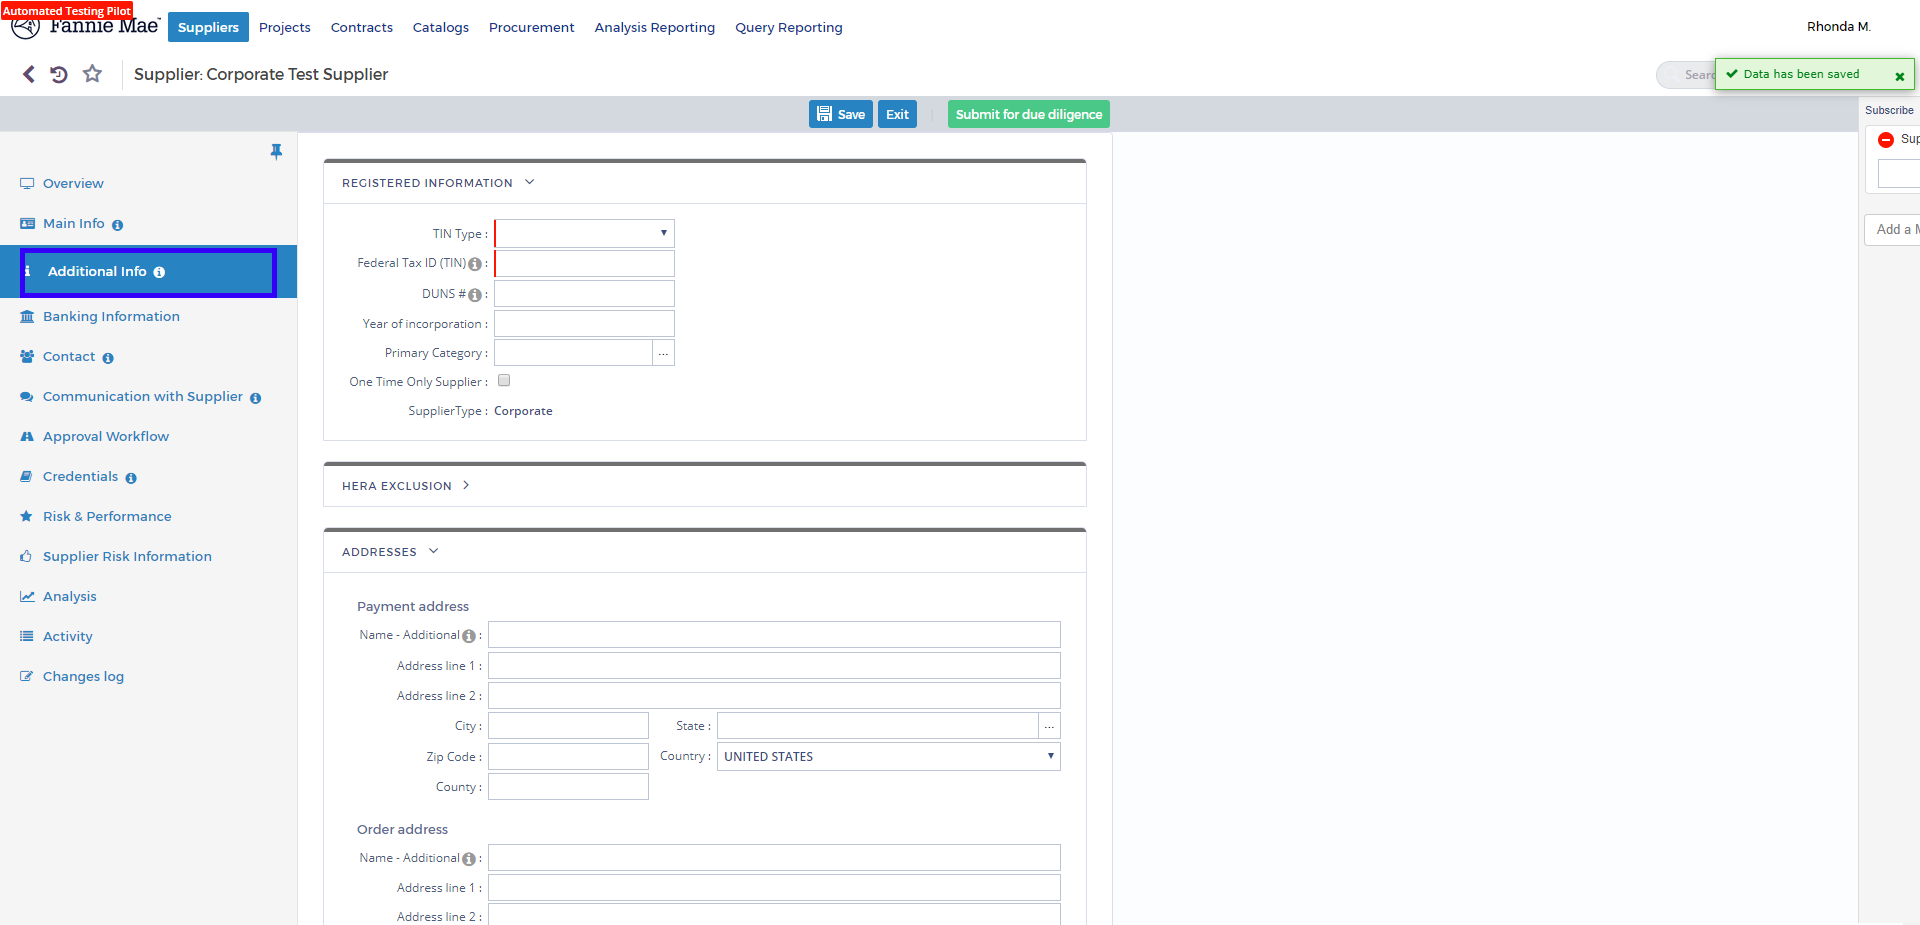 Automated Testing Pilot
Fannie Mae
Suppliers Projects Contracts Catalogs Procurement Analysis Reporting Query Reporting
Rhonda M.
Supplier: Corporate Test Supplier
Data has been saved
Save Exit Submit for due diligence
Subscribe
Add a
Overview
Main Info
Additional Info
Banking Information
Contact
Communication with Supplier
Approval Workflow
Credentials
Risk & Performance
Supplier Risk Information
Analysis
Activity
Changes log
REGISTERED INFORMATION
TIN Type :
Federal Tax ID (TIN) :
DUNS # :
Year of incorporation :
Primary Category : ...
One Time Only Supplier :
SupplierType : Corporate
HERA EXCLUSION
ADDRESSES
Payment address
Name - Additional :
Address line 1 :
Address line 2 :
City : State : ...
Zip Code : Country : UNITED STATES
County :
Order address
Name - Additional :
Address line 1 :
Address line 2 :